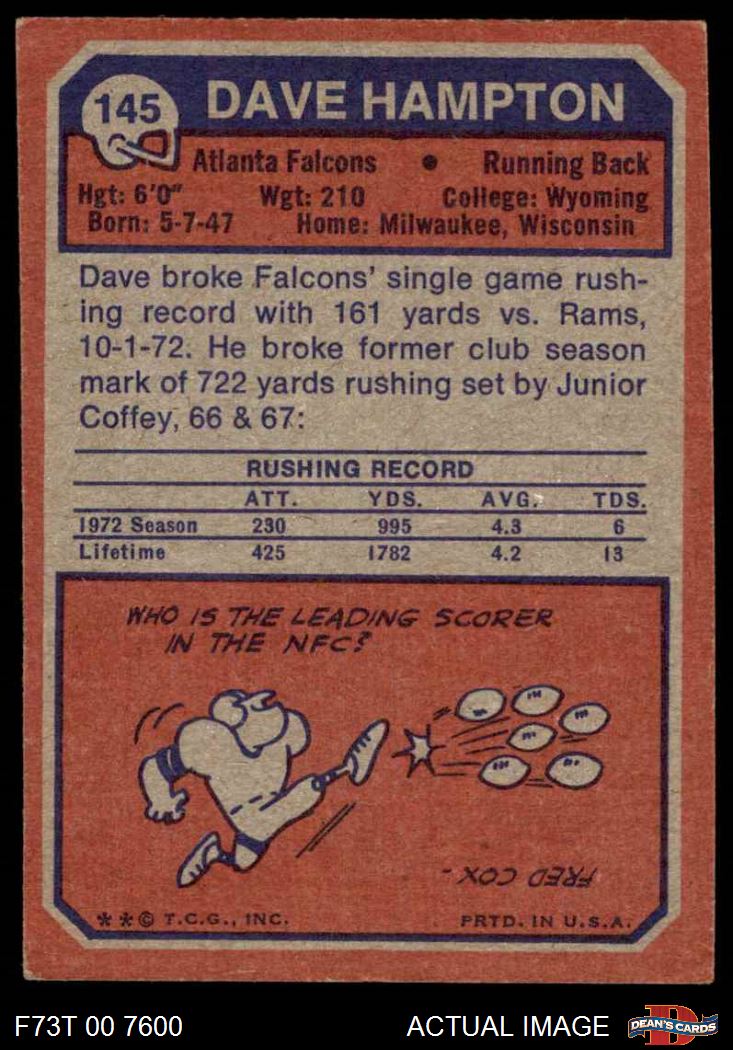 145 DAVE HAMPTON
Atlanta Falcons • Running Back
Hgt: 6'0" Wgt: 210 College: Wyoming
Born: 5-7-47 Home: Milwaukee, Wisconsin
Dave broke Falcons' single game rush-
ing record with 161 yards vs. Rams,
10-1-72. He broke former club season
mark of 722 yards rushing set by Junior
Coffey, 66 & 67:
RUSHING RECORD
ATT. YDS. AVG. TDS.
1972 Season 230 995 4.3 6
Lifetime 425 1782 4.2 13
WHO IS THE LEADING SCORER
IN THE NFC?
FRED COX -
**© T.C.G., INC. PRTD. IN U.S.A.
F73T 00 7600 ACTUAL IMAGE D DEAN'S CARDS